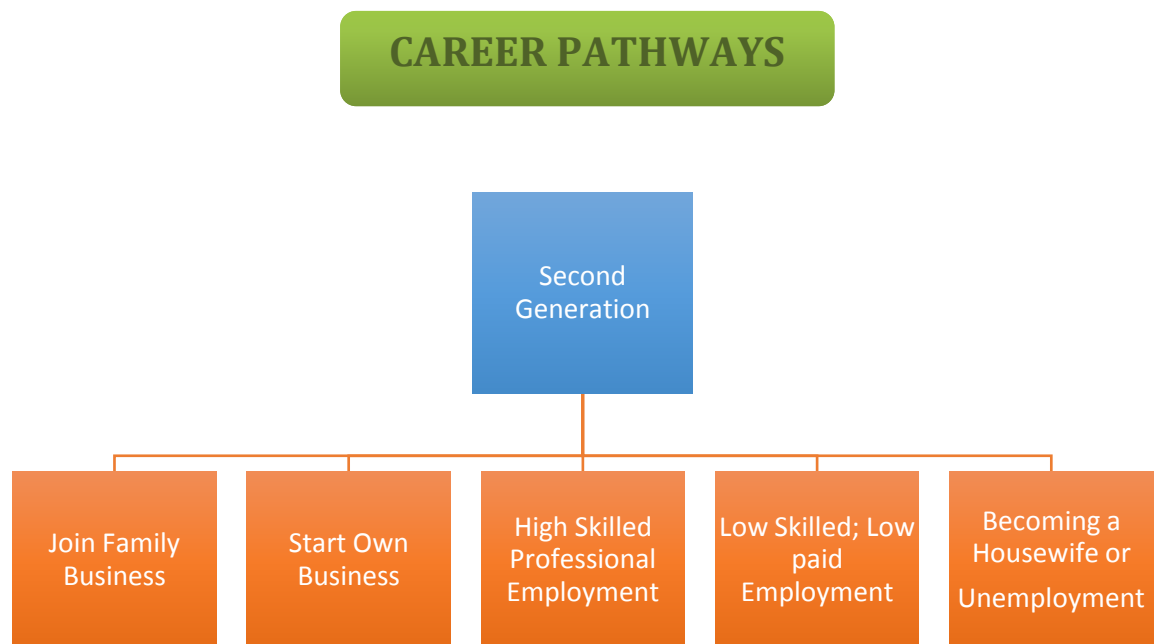 CAREER PATHWAYS
Second
Generation
Join Family
Business
Start Own
Business
High Skilled
Professional
Employment
Low Skilled; Low
paid
Employment
Becoming a
Housewife or
Unemployment